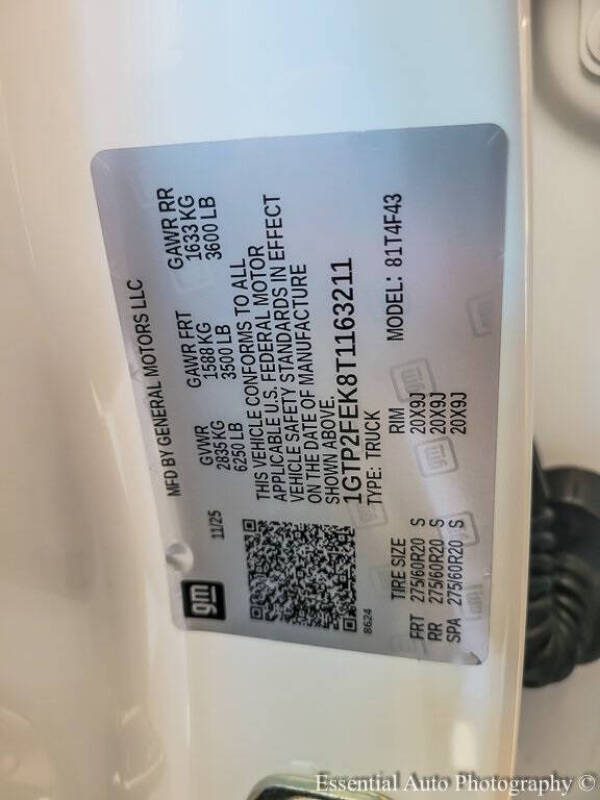 gm
MFD BY GENERAL MOTORS LLC
11/25
GVWR GAWR FRT GAWR RR
2835 KG 1588 KG 1633 KG
6250 LB 3500 LB 3600 LB
THIS VEHICLE CONFORMS TO ALL
APPLICABLE U.S. FEDERAL MOTOR
VEHICLE SAFETY STANDARDS IN EFFECT
ON THE DATE OF MANUFACTURE
SHOWN ABOVE.
1GTP2FEK8T1163211
TYPE: TRUCK MODEL: 81T4F43
8624
TIRE SIZE RIM
FRT 275/60R20 S 20X9J
RR 275/60R20 S 20X9J
SPA 275/60R20 S 20X9J
Essential Auto Photography ©